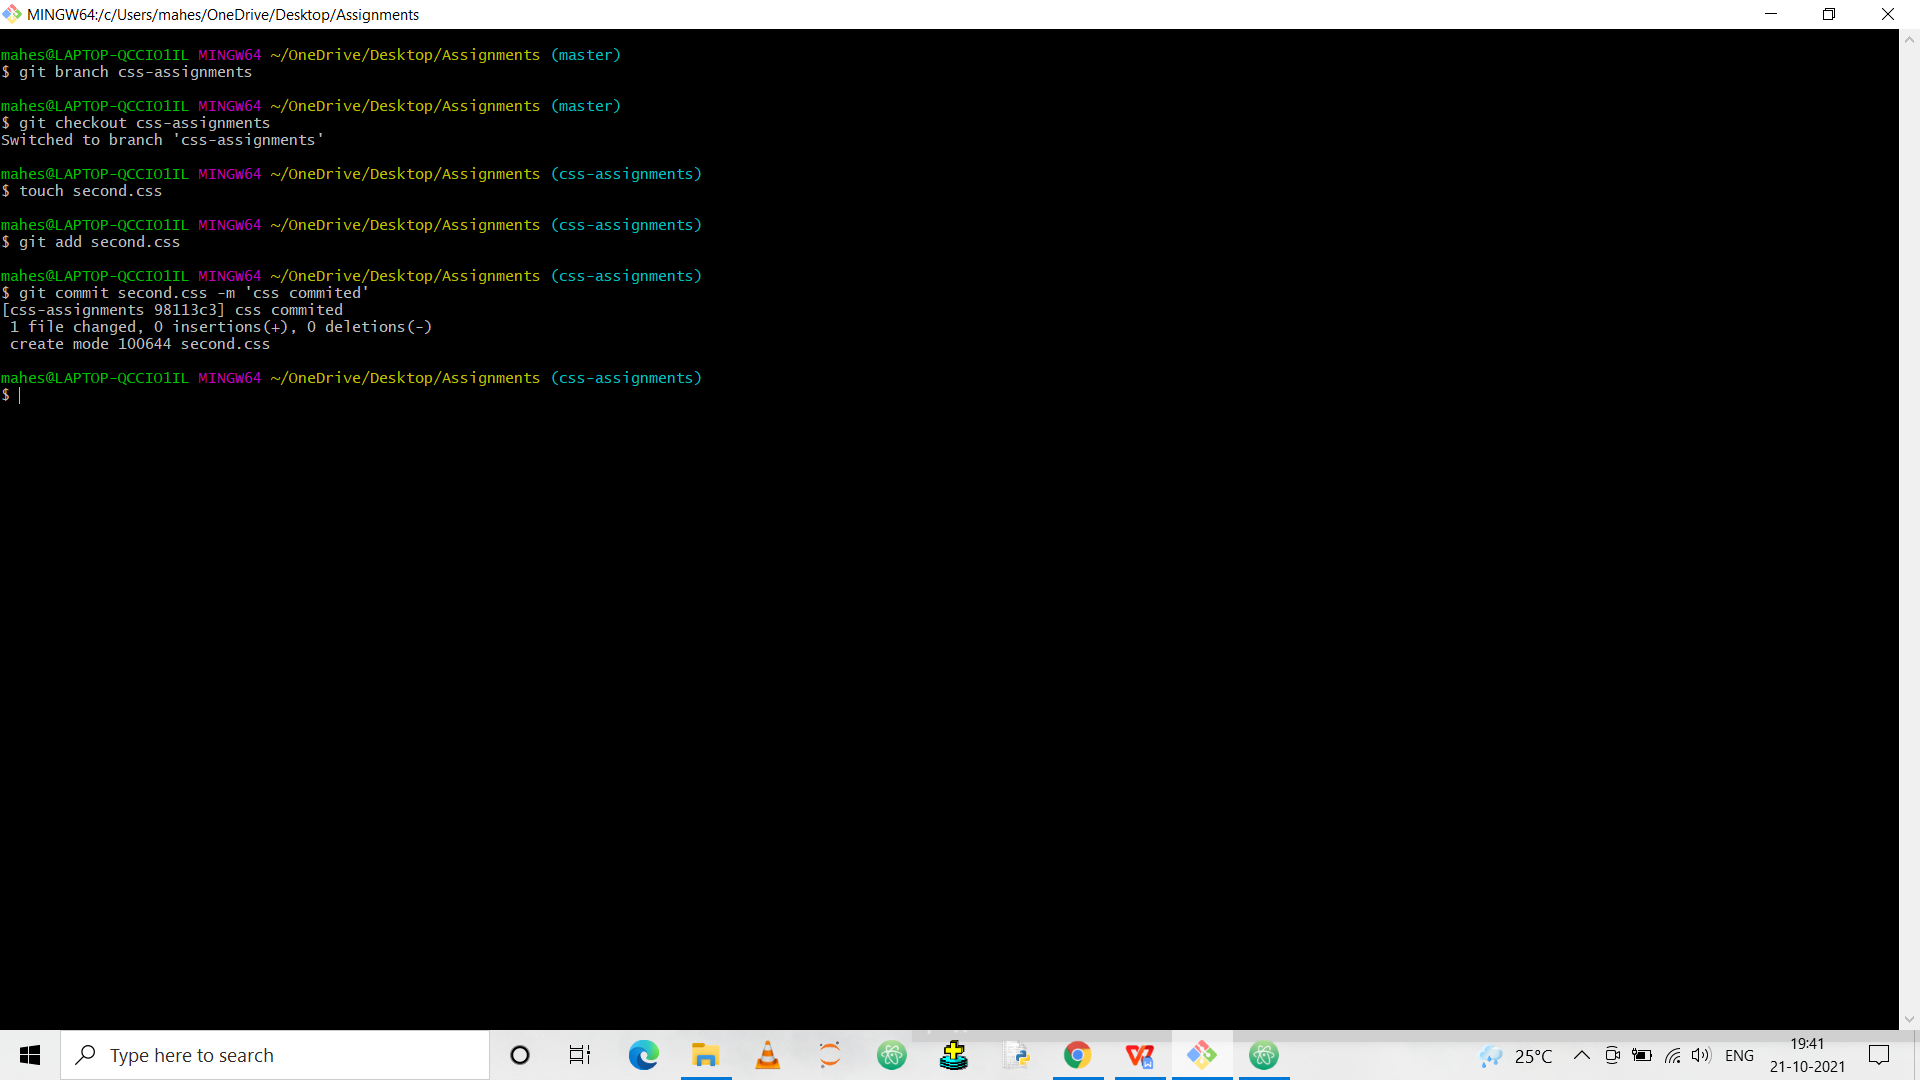 MINGW64:/c/Users/mahes/OneDrive/Desktop/Assignments
mahes@LAPTOP-QCCIO1IL MINGW64 ~/OneDrive/Desktop/Assignments (master)
$ git branch css-assignments
mahes@LAPTOP-QCCIO1IL MINGW64 ~/OneDrive/Desktop/Assignments (master)
$ git checkout css-assignments
Switched to branch 'css-assignments'
mahes@LAPTOP-QCCIO1IL MINGW64 ~/OneDrive/Desktop/Assignments (css-assignments)
$ touch second.css
mahes@LAPTOP-QCCIO1IL MINGW64 ~/OneDrive/Desktop/Assignments (css-assignments)
$ git add second.css
mahes@LAPTOP-QCCIO1IL MINGW64 ~/OneDrive/Desktop/Assignments (css-assignments)
$ git commit second.css -m 'css commited'
[css-assignments 98113c3] css commited
1 file changed, 0 insertions(+), 0 deletions(-)
create mode 100644 second.css
mahes@LAPTOP-QCCIO1IL MINGW64 ~/OneDrive/Desktop/Assignments (css-assignments)
$
Type here to search
25°C
ENG
19:41
21-10-2021